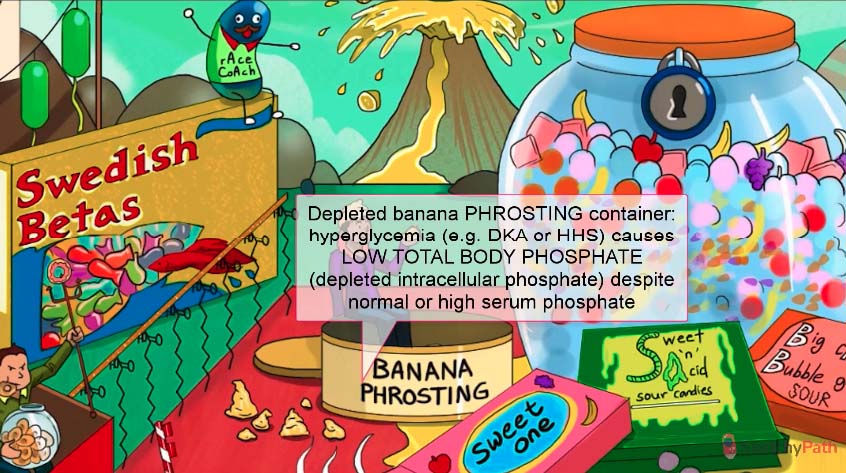 rAce
CoAch
Swedish
Betas
Depleted banana PHROSTING container:
hyperglycemia (e.g. DKA or HHS) causes
LOW TOTAL BODY PHOSPHATE
(depleted intracellular phosphate) despite
normal or high serum phosphate
BANANA
PHROSTING
Sweet
one
Sweet
'n'
Acid
sour candies
Big
Bubble
SOUR
Path